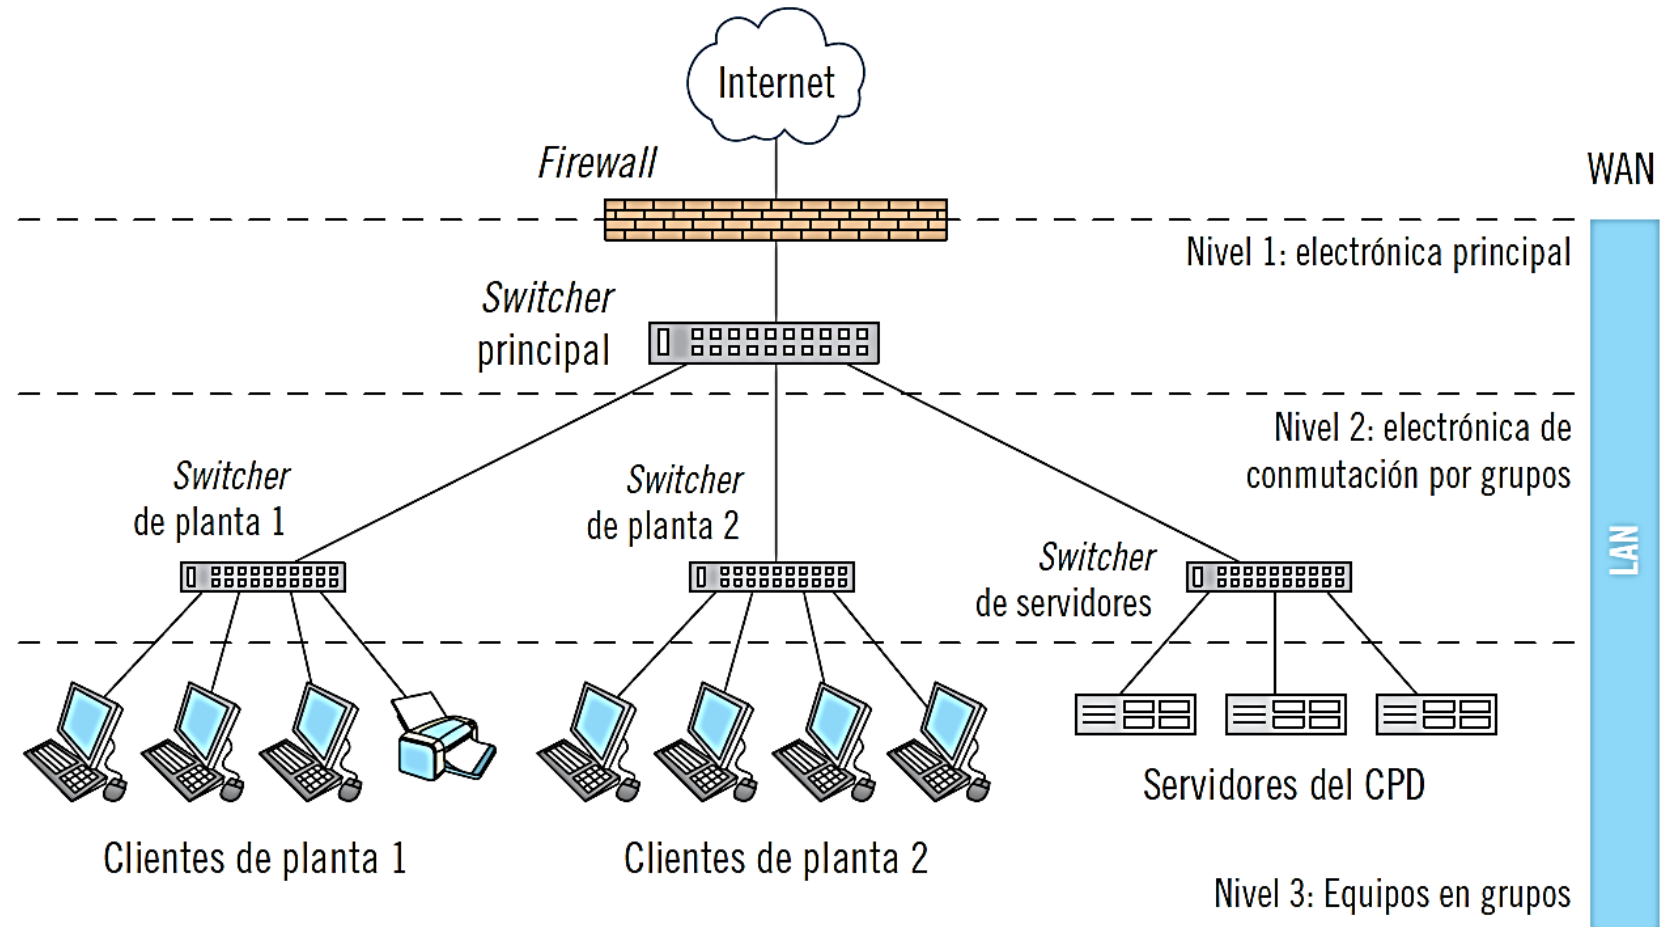 Internet
Firewall
WAN
Nivel 1: electrónica principal
Switcher
principal
Nivel 2: electrónica de
conmutación por grupos
Switcher
de planta 1
Switcher
de planta 2
Switcher
de servidores
LAN
Servidores del CPD
Clientes de planta 1
Clientes de planta 2
Nivel 3: Equipos en grupos